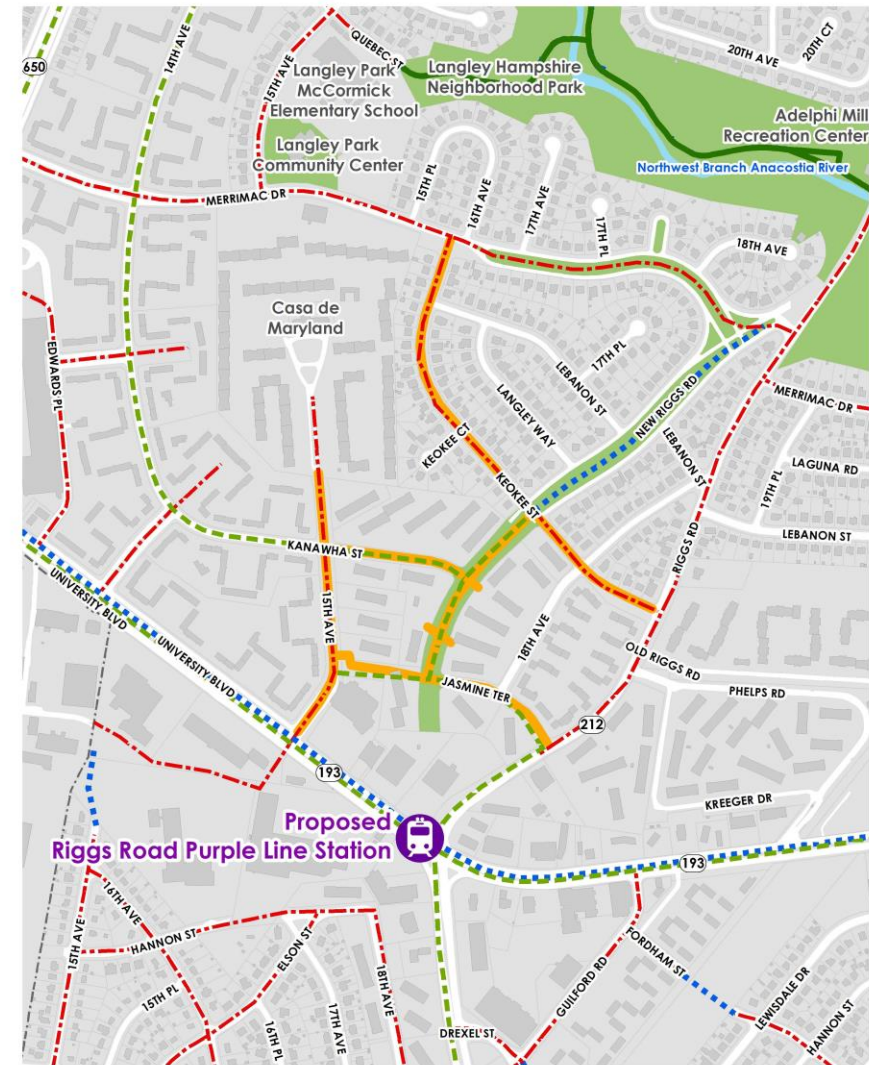 650
14TH AVE
15TH AVE
QUEBEC ST
Langley Park
McCormick
Elementary School
Langley Hampshire
Neighborhood Park
20TH AVE
20TH CT
Adelphi Mill
Recreation Center
Northwest Branch Anacostia River
Langley Park
Community Center
MERRIMAC DR
15TH PL
16TH AVE
17TH AVE
17TH PL
18TH AVE
Casa de
Maryland
EDWARDS PL
LEBANON ST
17TH PL
LANGLEY WAY
NEW RIGGS RD
MERRIMAC DR
KEOKEE CT
KEOKEE ST
LEBANON ST
LAGUNA RD
19TH PL
LEBANON ST
RIGGS RD
KANAWHA ST
UNIVERSITY BLVD
UNIVERSITY BLVD
15TH AVE
18TH AVE
OLD RIGGS RD
JASMINE TER
PHELPS RD
212
193
KREEGER DR
Proposed
Riggs Road Purple Line Station
193
15TH AVE
16TH AVE
HANNON ST
ELSON ST
15TH PL
16TH PL
17TH AVE
18TH AVE
DREXEL ST
GUILFORD RD
FORDHAM ST
LEWISDALE DR
HANNON ST